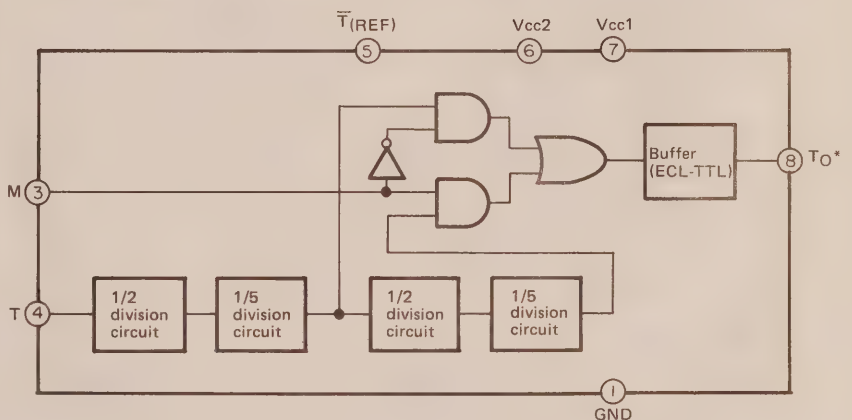 T̅(REF)
5
Vcc2
6
Vcc1
7
M 3
Buffer
(ECL-TTL)
8 To*
T 4
1/2
division
circuit
1/5
division
circuit
1/2
division
circuit
1/5
division
circuit
1
GND